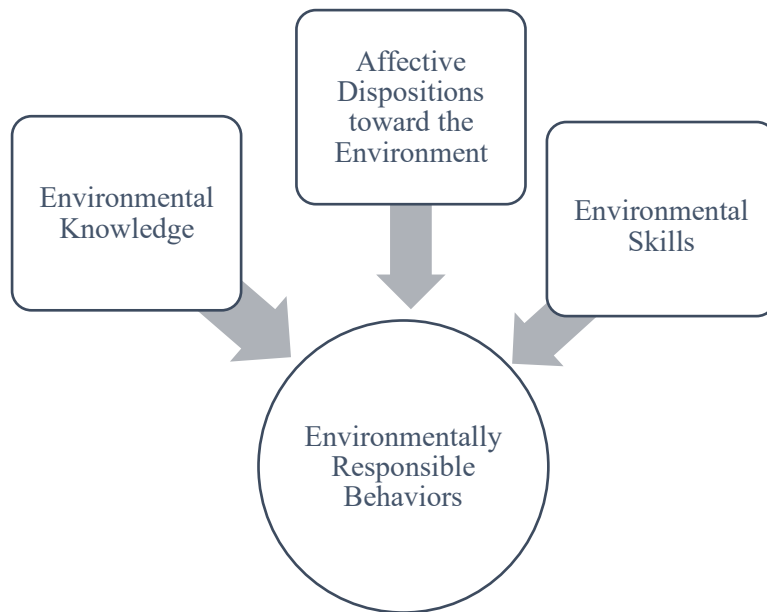 Affective
Dispositions
toward the
Environment
Environmental
Knowledge
Environmental
Skills
Environmentally
Responsible
Behaviors